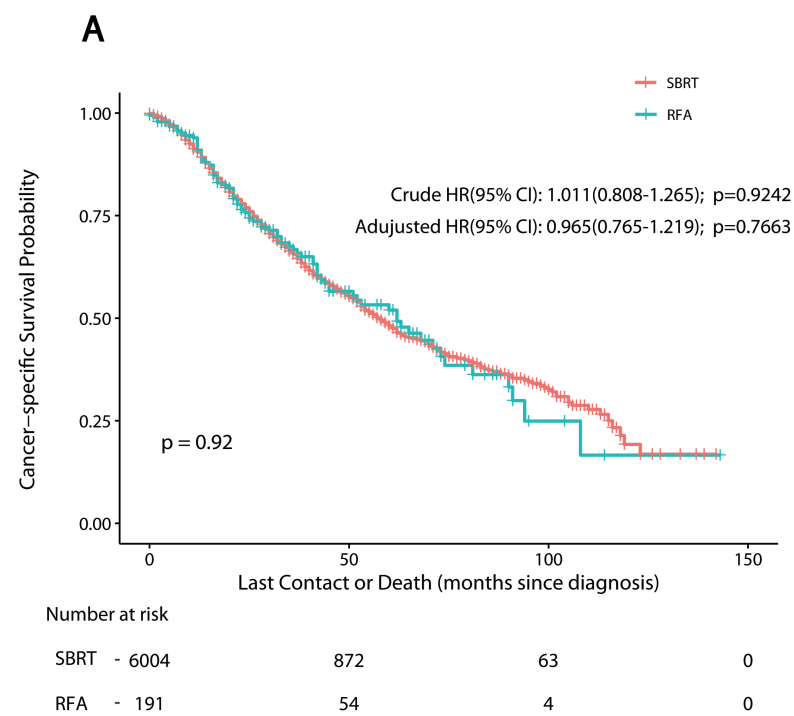 A
SBRT
RFA
Crude HR(95% CI): 1.011(0.808-1.265); p=0.9242
Adujusted HR(95% CI): 0.965(0.765-1.219); p=0.7663
Cancer−specific Survival Probability
1.00
0.75
0.50
0.25
0.00
p = 0.92
0 50 100 150
Last Contact or Death (months since diagnosis)
Number at risk
SBRT - 6004 872 63 0
RFA - 191 54 4 0